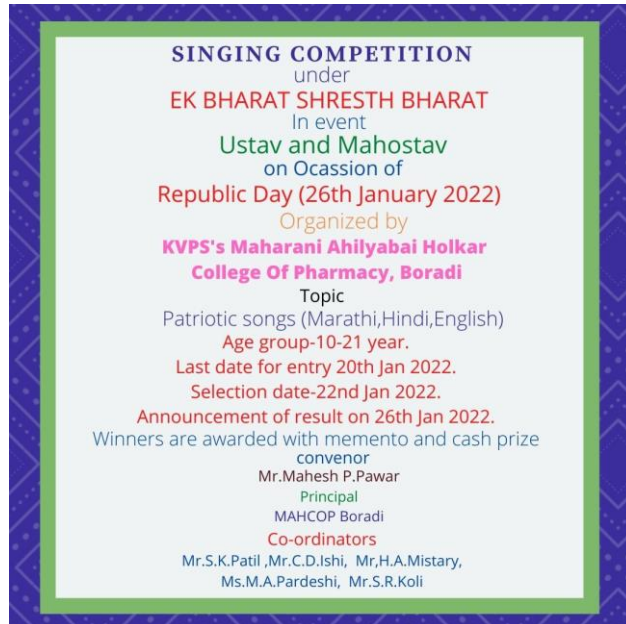 SINGING COMPETITION
under
EK BHARAT SHRESTH BHARAT
In event
Ustav and Mahostav
on Ocassion of
Republic Day (26th January 2022)
Organized by
KVPS's Maharani Ahilyabai Holkar
College Of Pharmacy, Boradi
Topic
Patriotic songs (Marathi,Hindi,English)
Age group-10-21 year.
Last date for entry 20th Jan 2022.
Selection date-22nd Jan 2022.
Announcement of result on 26th Jan 2022.
Winners are awarded with memento and cash prize
convenor
Mr.Mahesh P.Pawar
Principal
MAHCOP Boradi
Co-ordinators
Mr.S.K.Patil ,Mr.C.D.Ishi, Mr,H.A.Mistary,
Ms.M.A.Pardeshi, Mr.S.R.Koli